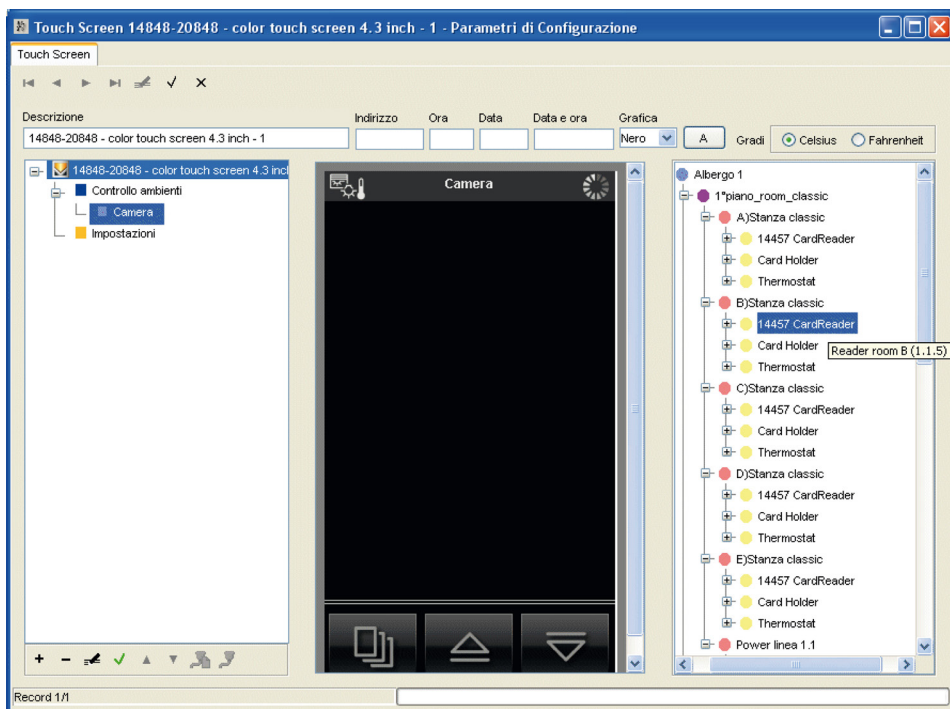 Touch Screen 14848-20848 - color touch screen 4.3 inch - 1 - Parametri di Configurazione
Touch Screen
Descrizione Indirizzo Ora Data Data e ora Grafica
14848-20848 - color touch screen 4.3 inch - 1 Nero A Gradi Celsius Fahrenheit
14848-20848 - color touch screen 4.3 incl
Controllo ambienti
Camera
Impostazioni
Camera
Albergo 1
1°piano_room_classic
A)Stanza classic
14457 CardReader
Card Holder
Thermostat
B)Stanza classic
14457 CardReader
Card Holder
Reader room B (1.1.5)
Thermostat
C)Stanza classic
14457 CardReader
Card Holder
Thermostat
D)Stanza classic
14457 CardReader
Card Holder
Thermostat
E)Stanza classic
14457 CardReader
Card Holder
Thermostat
Power linea 1.1
Record 1/1